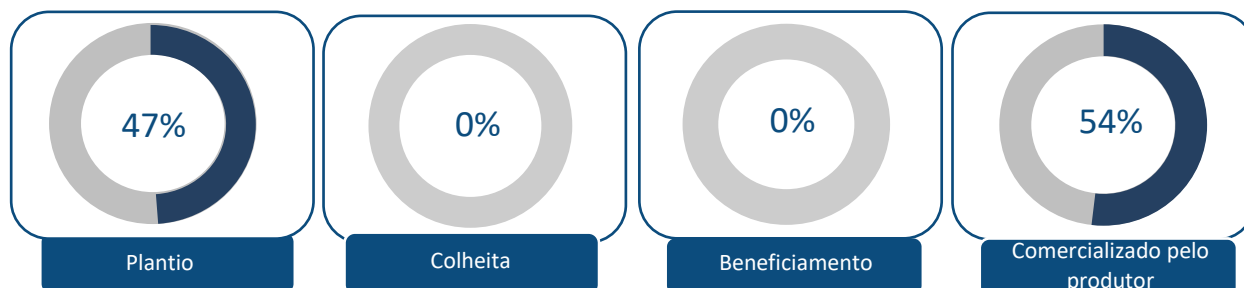 47%
0%
0%
54%
Plantio
Colheita
Beneficiamento
Comercializado pelo
produtor